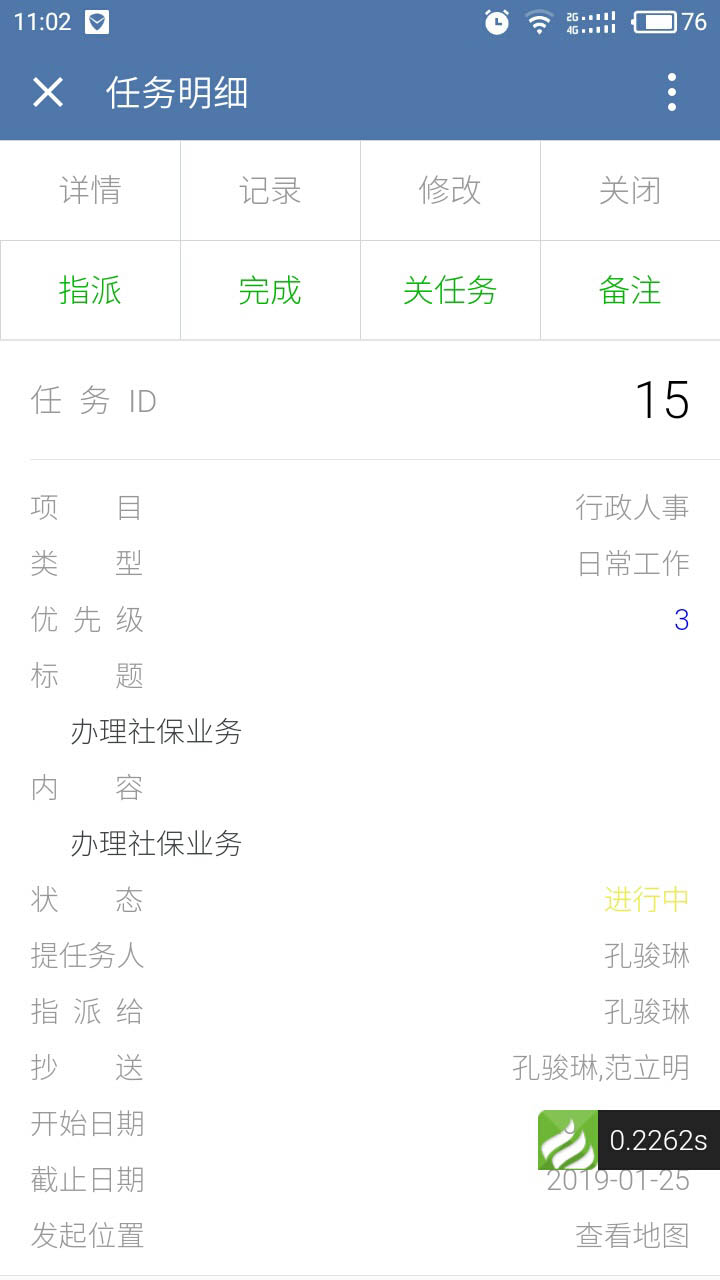 11:02 2G 4G 76
任务明细
详情 记录 修改 关闭
指派 完成 关任务 备注
任 务 ID 15
项 目 行政人事
类 型 日常工作
优 先 级 3
标 题
办理社保业务
内 容
办理社保业务
状 态 进行中
提任务人 孔骏琳
指 派 给 孔骏琳
抄 送 孔骏琳,范立明
开始日期
0.2262s
截止日期 2019-01-25
发起位置 查看地图